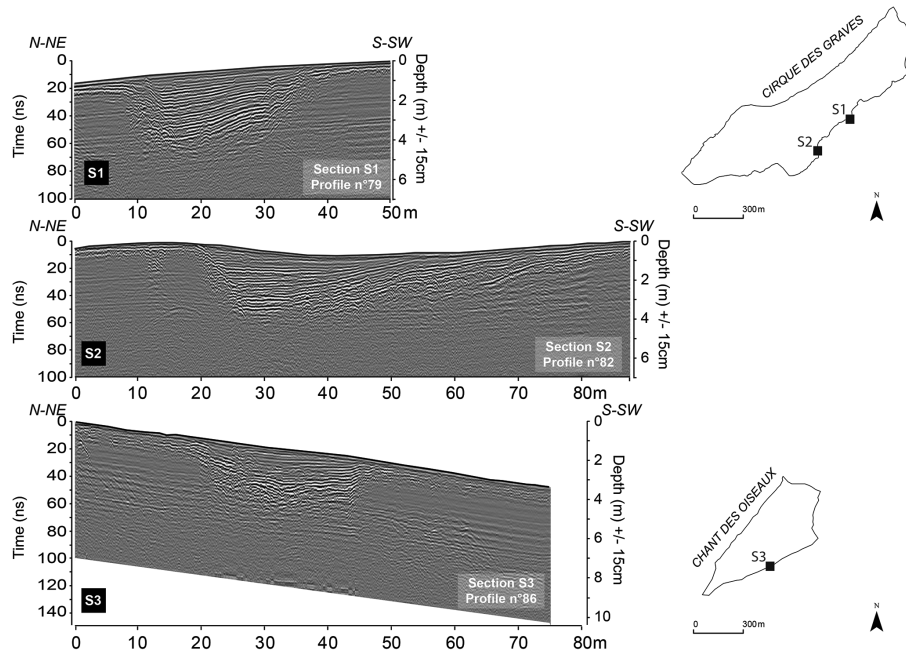 N-NE S-SW
0
20
40
60
80
100
Time (ns)
0
2
4
6
Depth (m) +/- 15cm
S1
Section S1
Profile n°79
0 10 20 30 40 50 m
N-NE S-SW
0
20
40
60
80
100
Time (ns)
0
2
4
6
Depth (m) +/- 15cm
S2
Section S2
Profile n°82
0 10 20 30 40 50 60 70 80 m
N-NE S-SW
0
20
40
60
80
100
120
140
Time (ns)
0
2
4
6
8
10
Depth (m) +/- 15cm
S3
Section S3
Profile n°86
0 10 20 30 40 50 60 70 80m
CIRQUE DES GRAVES
S1
S2
0 300 m
N
CHANT DES OISEAUX
S3
0 300 m
N